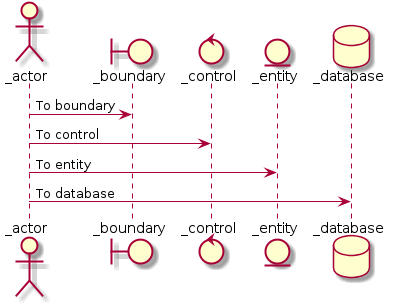 _actor _boundary _control _entity _database
To boundary
To control
To entity
To database
_actor _boundary _control _entity _database